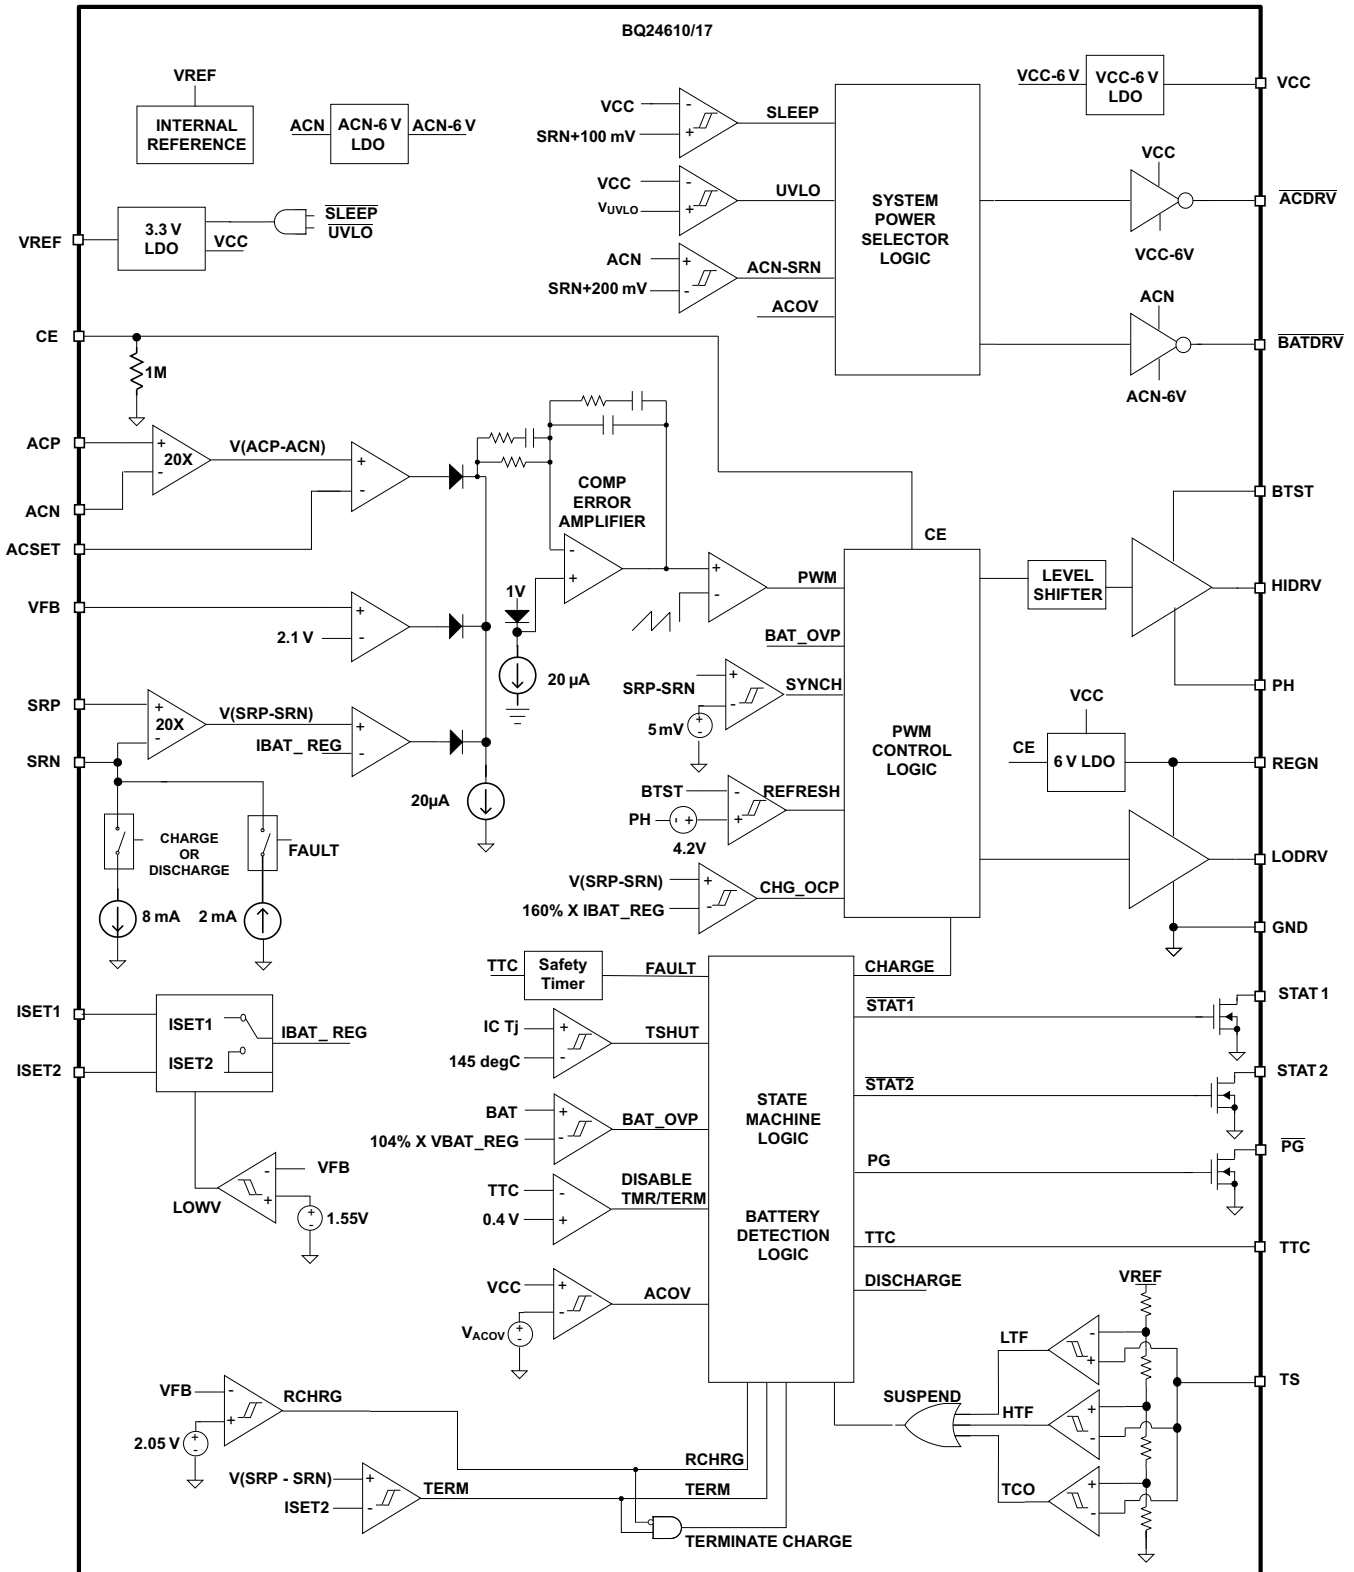 BQ24610/17
VREF
INTERNAL
REFERENCE
ACN
ACN-6 V
LDO
ACN-6 V
VCC
SRN+100 mV
-
+
SLEEP
VCC
VUVLO
-
+
UVLO
ACN
SRN+200 mV
+
-
ACN-SRN
ACOV
SYSTEM
POWER
SELECTOR
LOGIC
VCC-6 V
VCC-6 V
LDO
VCC
VCC
VCC-6V
ACDRV
ACN
ACN-6V
BATDRV
VREF
3.3 V
LDO
VCC
SLEEP
UVLO
CE
1M
ACP
ACN
+
-
20X
V(ACP-ACN)
+
-
ACSET
VFB
2.1 V
+
-
SRP
SRN
+
-
20X
V(SRP-SRN)
IBAT_ REG
+
-
20µA
COMP
ERROR
AMPLIFIER
-
+
1V
20 µA
+
-
PWM
CE
BAT_OVP
SRP-SRN
+
-
SYNCH
5 mV
+
-
BTST
PH
- +
4.2V
-
+
REFRESH
V(SRP-SRN)
160% X IBAT_REG
+
-
CHG_OCP
PWM
CONTROL
LOGIC
LEVEL
SHIFTER
BTST
HIDRV
PH
VCC
CE
6 V LDO
REGN
LODRV
GND
CHARGE
OR
DISCHARGE
FAULT
8 mA
2 mA
ISET1
ISET2
ISET1
ISET2
IBAT_ REG
LOWV
-
+
VFB
+
-
1.55V
TTC
Safety
Timer
FAULT
IC Tj
145 degC
+
-
TSHUT
BAT
104% X VBAT_REG
+
-
BAT_OVP
TTC
0.4 V
-
+
DISABLE
TMR/TERM
VCC
VACOV
+
-
+
-
ACOV
STATE
MACHINE
LOGIC
BATTERY
DETECTION
LOGIC
CHARGE
STAT1
STAT 1
STAT2
STAT 2
PG
PG
TTC
TTC
DISCHARGE
VREF
LTF
-
+
HTF
+
-
TCO
+
-
TS
SUSPEND
VFB
2.05 V
-
+
+
-
RCHRG
RCHRG
V(SRP - SRN)
ISET2
+
-
TERM
TERM
TERMINATE CHARGE